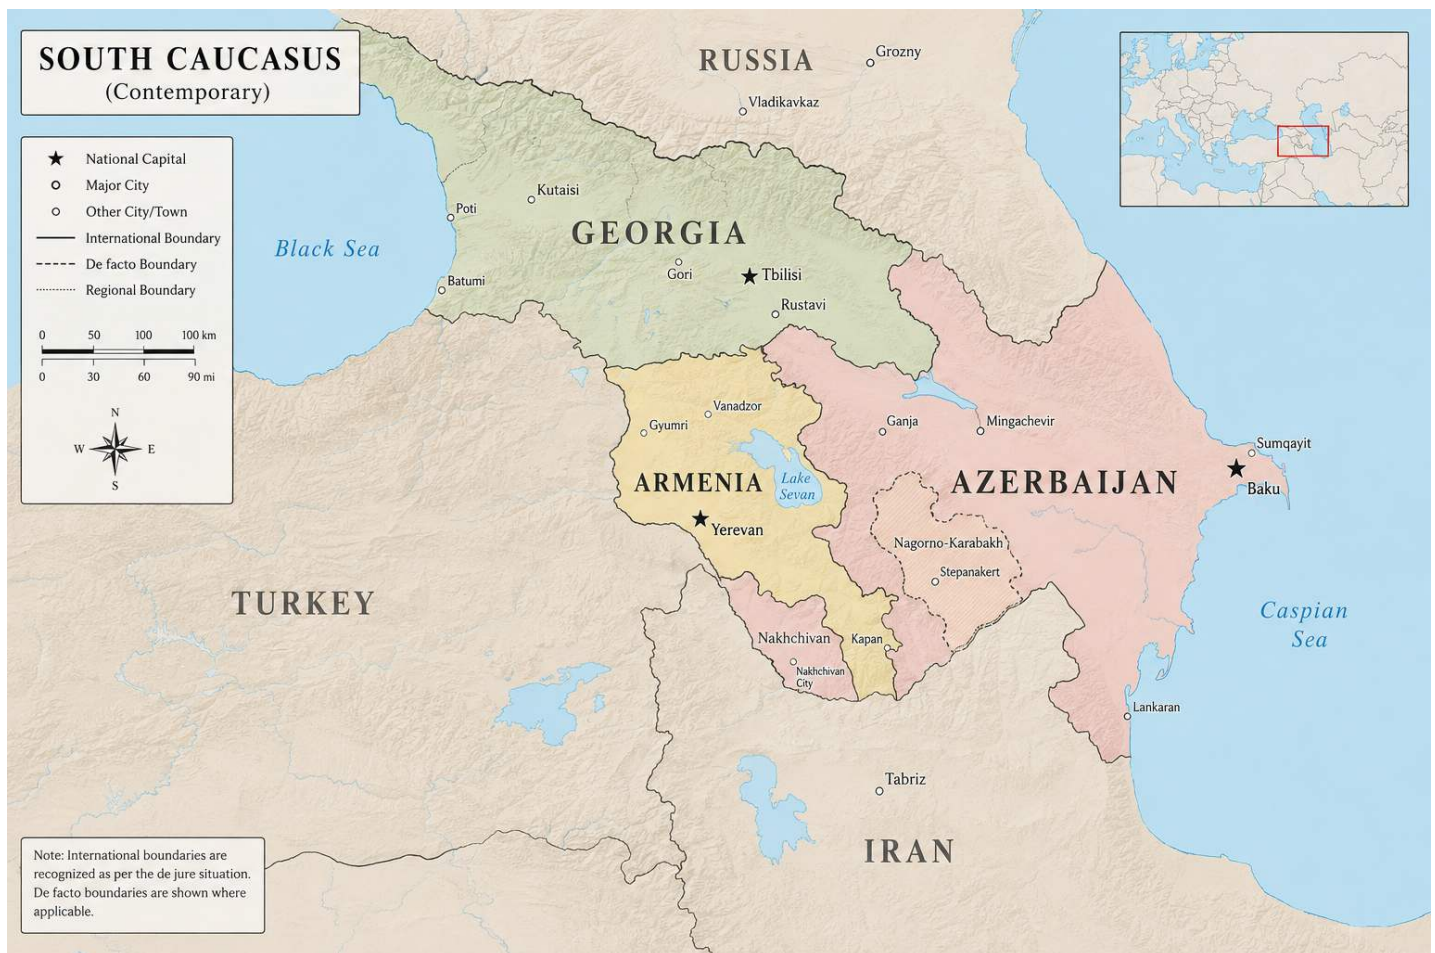 SOUTH CAUCASUS
(Contemporary)
National Capital
Major City
Other City/Town
International Boundary
De facto Boundary
Regional Boundary
0 50 100 100 km
0 30 60 90 mi
N
W E
S
RUSSIA
Grozny
Vladikavkaz
Black Sea
Kutaisi
Poti
GEORGIA
Gori
Tbilisi
Batumi
Rustavi
Vanadzor
Gyumri
Ganja
Mingachevir
Sumqayit
ARMENIA
Lake
Sevan
AZERBAIJAN
Baku
Yerevan
Nagorno-Karabakh
Stepanakert
TURKEY
Caspian
Sea
Nakhchivan
Kapan
Nakhchivan
City
Lankaran
Tabriz
IRAN
Note: International boundaries are
recognized as per the de jure situation.
De facto boundaries are shown where
applicable.